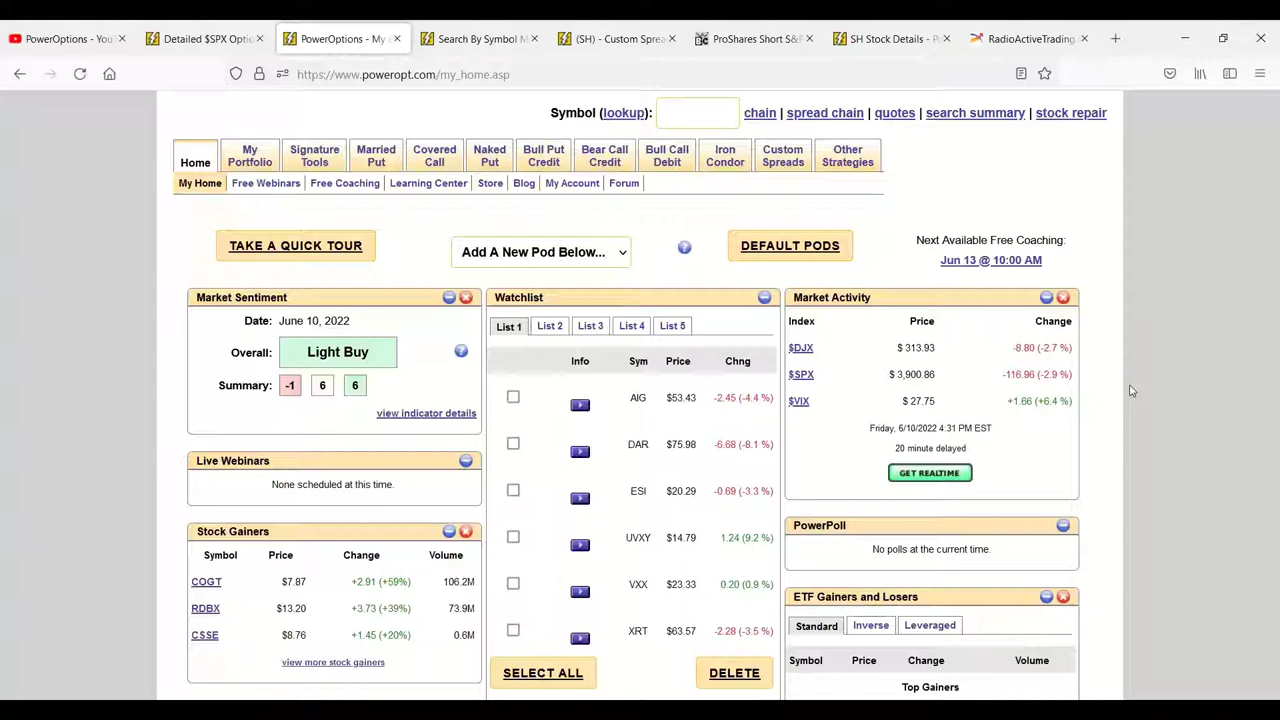 PowerOptions - YouT
Detailed $SPX Optio
PowerOptions - My
Search By Symbol M
(SH) - Custom Sprea
ProShares Short S&P
SH Stock Details - Po
RadioActiveTrading.
https://www.poweropt.com/my_home.asp
Symbol (lookup): chain | spread chain | quotes | search summary | stock repair
Home
My Portfolio
Signature Tools
Married Put
Covered Call
Naked Put
Bull Put Credit
Bear Call Credit
Bull Call Debit
Iron Condor
Custom Spreads
Other Strategies
My Home | Free Webinars | Free Coaching | Learning Center | Store | Blog | My Account | Forum |
TAKE A QUICK TOUR
Add A New Pod Below...
?
DEFAULT PODS
Next Available Free Coaching:
Jun 13 @ 10:00 AM
Market Sentiment
Date: June 10, 2022
Overall: Light Buy
?
Summary: -1 6 6
view indicator details
Live Webinars
None scheduled at this time.
Stock Gainers
Symbol Price Change Volume
COGT $7.87 +2.91 (+59%) 106.2M
RDBX $13.20 +3.73 (+39%) 73.9M
CSSE $8.76 +1.45 (+20%) 0.6M
view more stock gainers
Watchlist
List 1 List 2 List 3 List 4 List 5
Info Sym Price Chng
AIG $53.43 -2.45 (-4.4 %)
DAR $75.98 -6.68 (-8.1 %)
ESI $20.29 -0.69 (-3.3 %)
UVXY $14.79 1.24 (9.2 %)
VXX $23.33 0.20 (0.9 %)
XRT $63.57 -2.28 (-3.5 %)
SELECT ALL
DELETE
Market Activity
Index Price Change
$DJX $ 313.93 -8.80 (-2.7 %)
$SPX $ 3,900.86 -116.96 (-2.9 %)
$VIX $ 27.75 +1.66 (+6.4 %)
Friday, 6/10/2022 4:31 PM EST
20 minute delayed
GET REALTIME
PowerPoll
No polls at the current time.
ETF Gainers and Losers
Standard Inverse Leveraged
Symbol Price Change Volume
Top Gainers